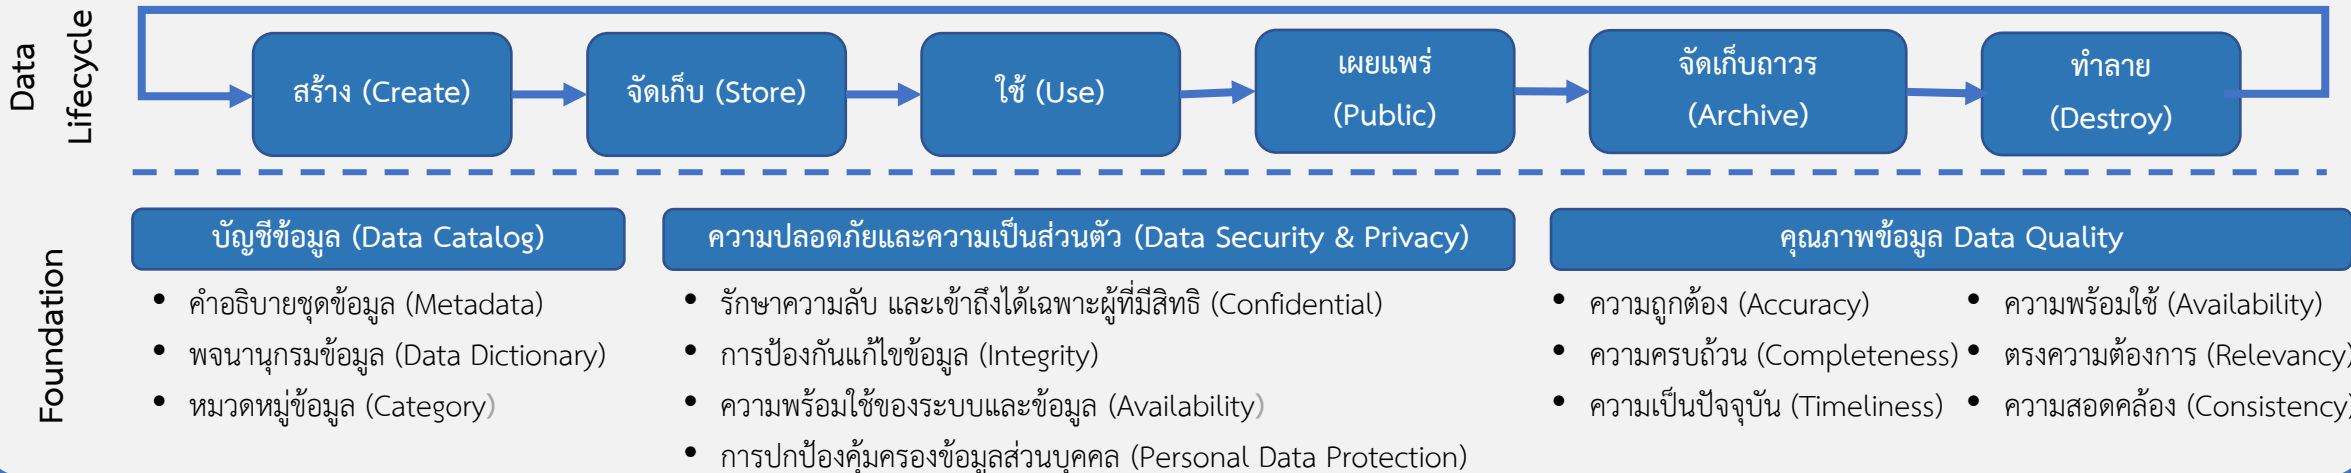 Data
Lifecycle
สร้าง (Create)
จัดเก็บ (Store)
ใช้ (Use)
เผยแพร่
(Public)
จัดเก็บถาวร
(Archive)
ทำลาย
(Destroy)
Foundation
บัญชีข้อมูล (Data Catalog)
• คำอธิบายชุดข้อมูล (Metadata)
• พจนานุกรมข้อมูล (Data Dictionary)
• หมวดหมู่ข้อมูล (Category)
ความปลอดภัยและความเป็นส่วนตัว (Data Security & Privacy)
• รักษาความลับ และเข้าถึงได้เฉพาะผู้ที่มีสิทธิ (Confidential)
• การป้องกันแก้ไขข้อมูล (Integrity)
• ความพร้อมใช้ของระบบและข้อมูล (Availability)
• การปกป้องคุ้มครองข้อมูลส่วนบุคคล (Personal Data Protection)
คุณภาพข้อมูล Data Quality
• ความถูกต้อง (Accuracy)
• ความครบถ้วน (Completeness)
• ความเป็นปัจจุบัน (Timeliness)
• ความพร้อมใช้ (Availability)
• ตรงความต้องการ (Relevancy)
• ความสอดคล้อง (Consistency)